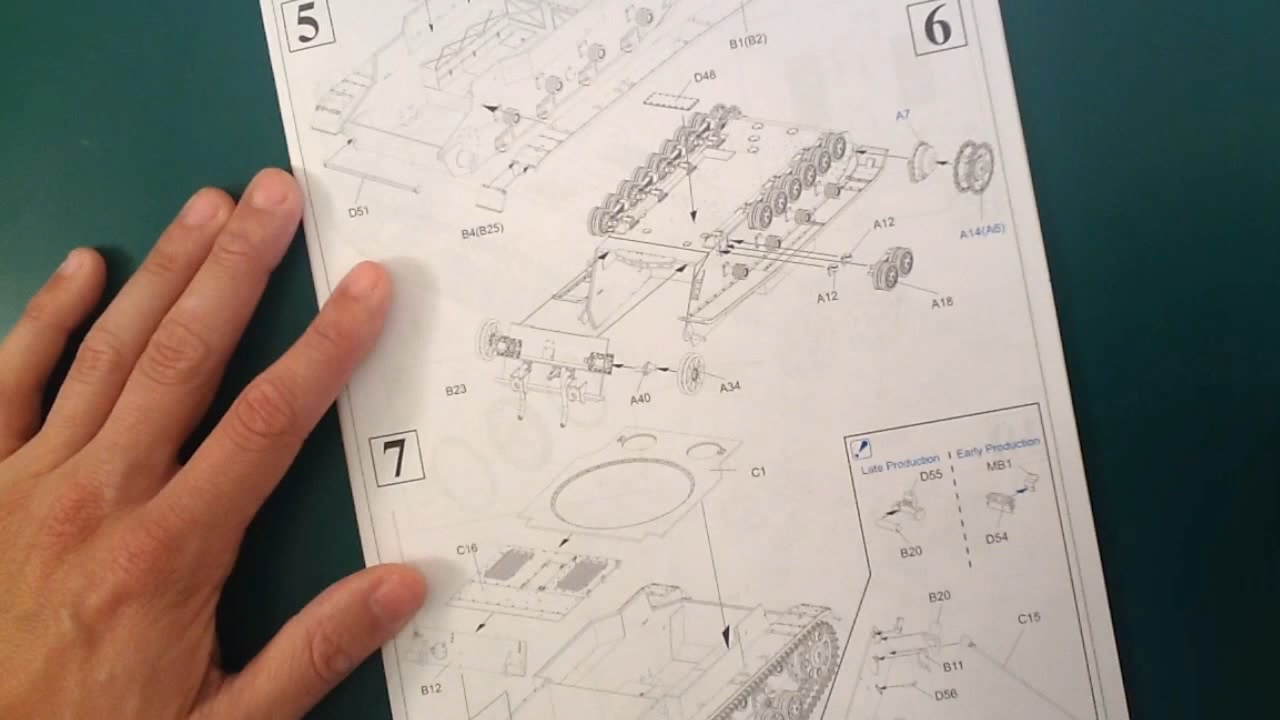 5
6
B1(B2)
D48
A7
D51
B4(B25)
A12
A14(A5)
A12
A18
B23
A40
A34
7
C1
Late Production
Early Production
D55
MB1
C16
B20
D54
B20
C15
B11
B12
D56